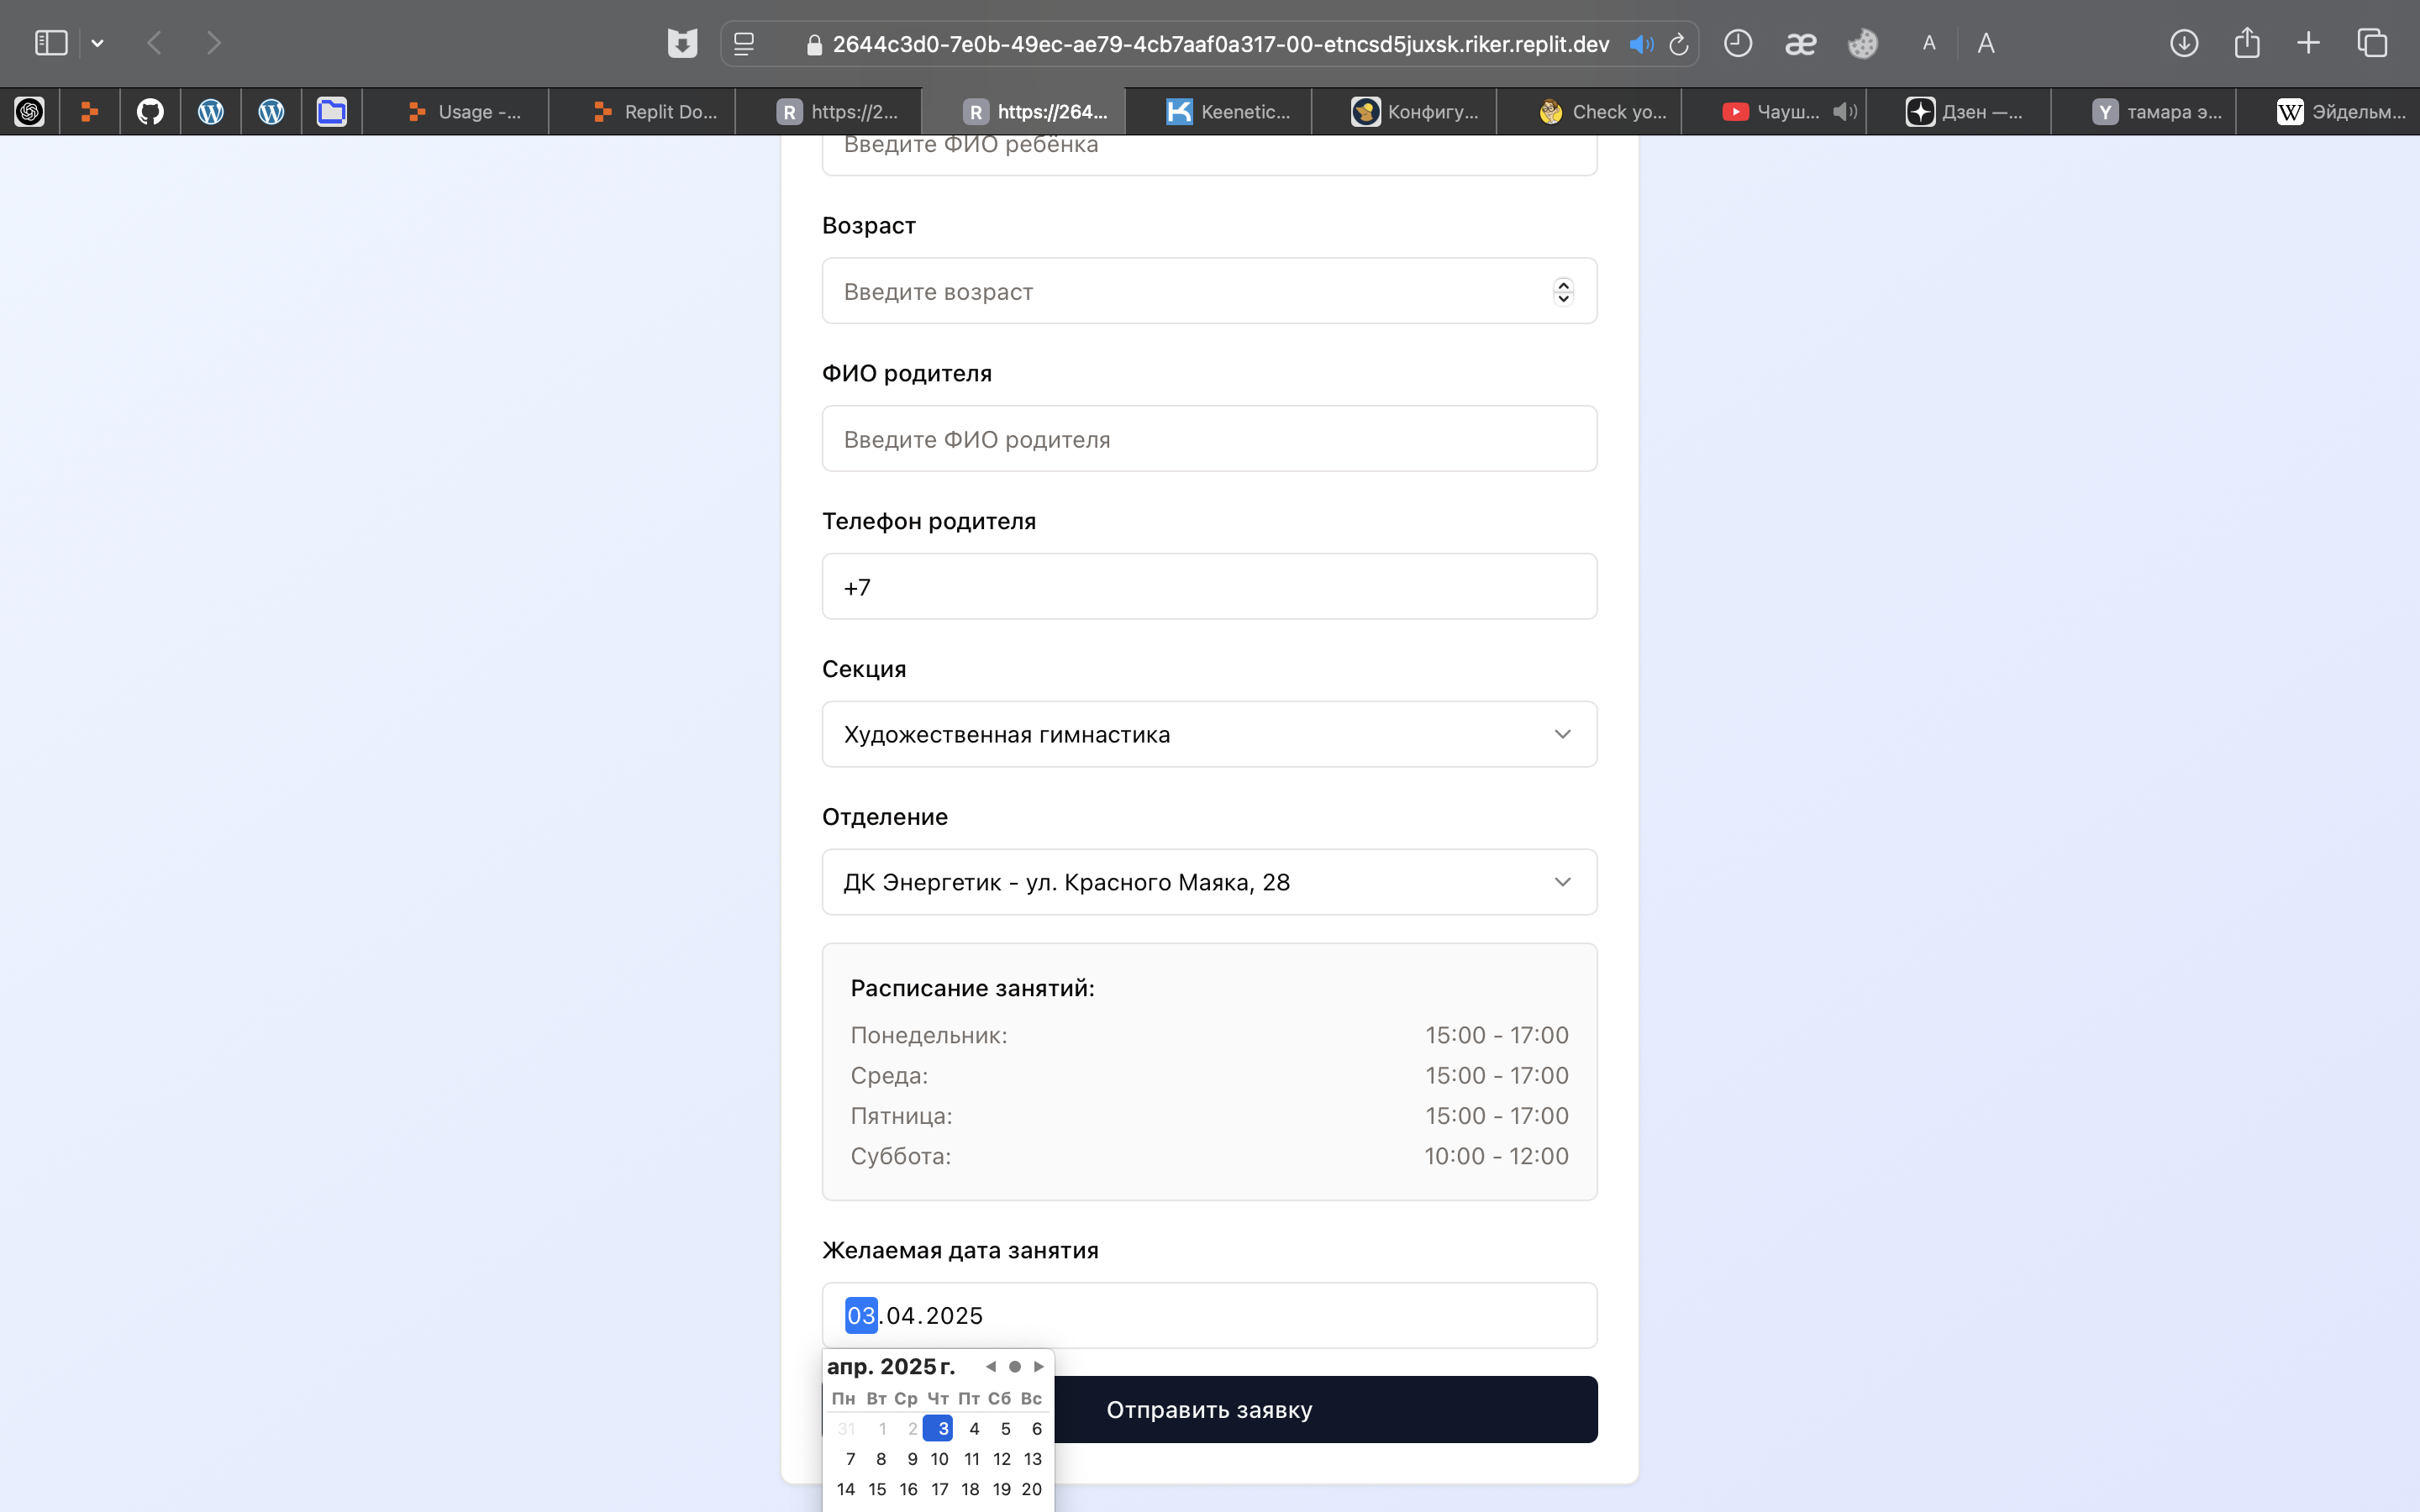 2644c3d0-7e0b-49ec-ae79-4cb7aaf0a317-00-etncsd5juxsk.riker.replit.dev
æ
A
A
Usage -...
Replit Do...
R
https://2...
R
https://264...
K
Keenetic...
Конфигу...
Check yo...
Чауш...
Дзен —...
Y
тамара э...
W
Эйдельм...
Введите ФИО ребёнка
Возраст
Введите возраст
ФИО родителя
Введите ФИО родителя
Телефон родителя
+7
Секция
Художественная гимнастика
Отделение
ДК Энергетик - ул. Красного Маяка, 28
Расписание занятий:
Понедельник: 15:00 - 17:00
Среда: 15:00 - 17:00
Пятница: 15:00 - 17:00
Суббота: 10:00 - 12:00
Желаемая дата занятия
03.04.2025
апр. 2025 г.
Пн Вт Ср Чт Пт Сб Вс
31 1 2 3 4 5 6
7 8 9 10 11 12 13
14 15 16 17 18 19 20
Отправить заявку